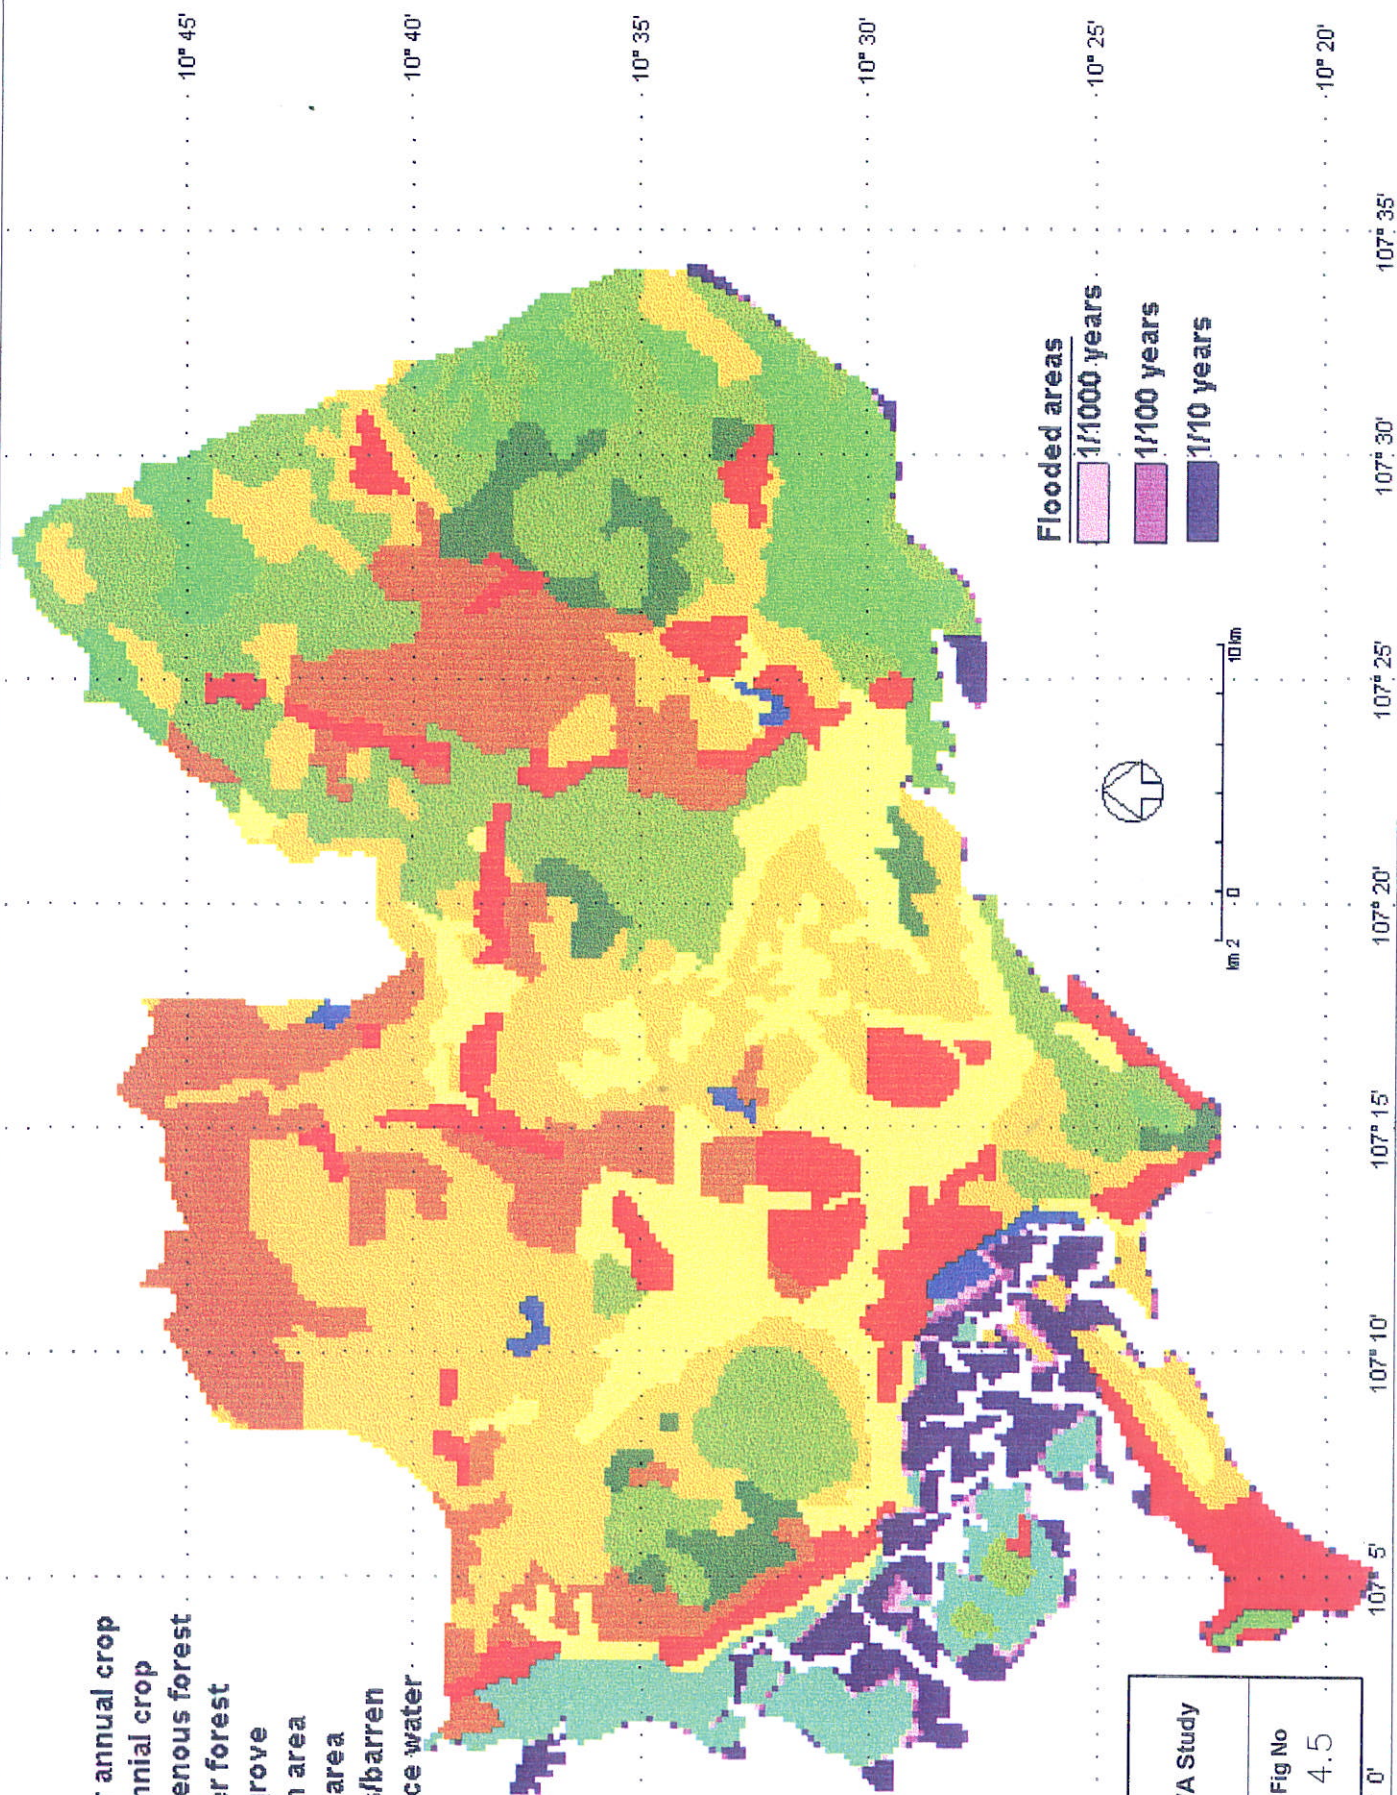 annual crop
nnial crop
enous forest
er forest
rove
n area
area
s/barren
ce water
10° 45'
10° 40'
10° 35'
10° 30'
10° 25'
10° 20'
Flooded areas
1/1000 years
1/100 years
1/10 years
km 2 0 10 km
VA Study
Fig No
4.5
0'
107° 5'
107° 10'
107° 15'
107° 20'
107° 25'
107° 30'
107° 35'